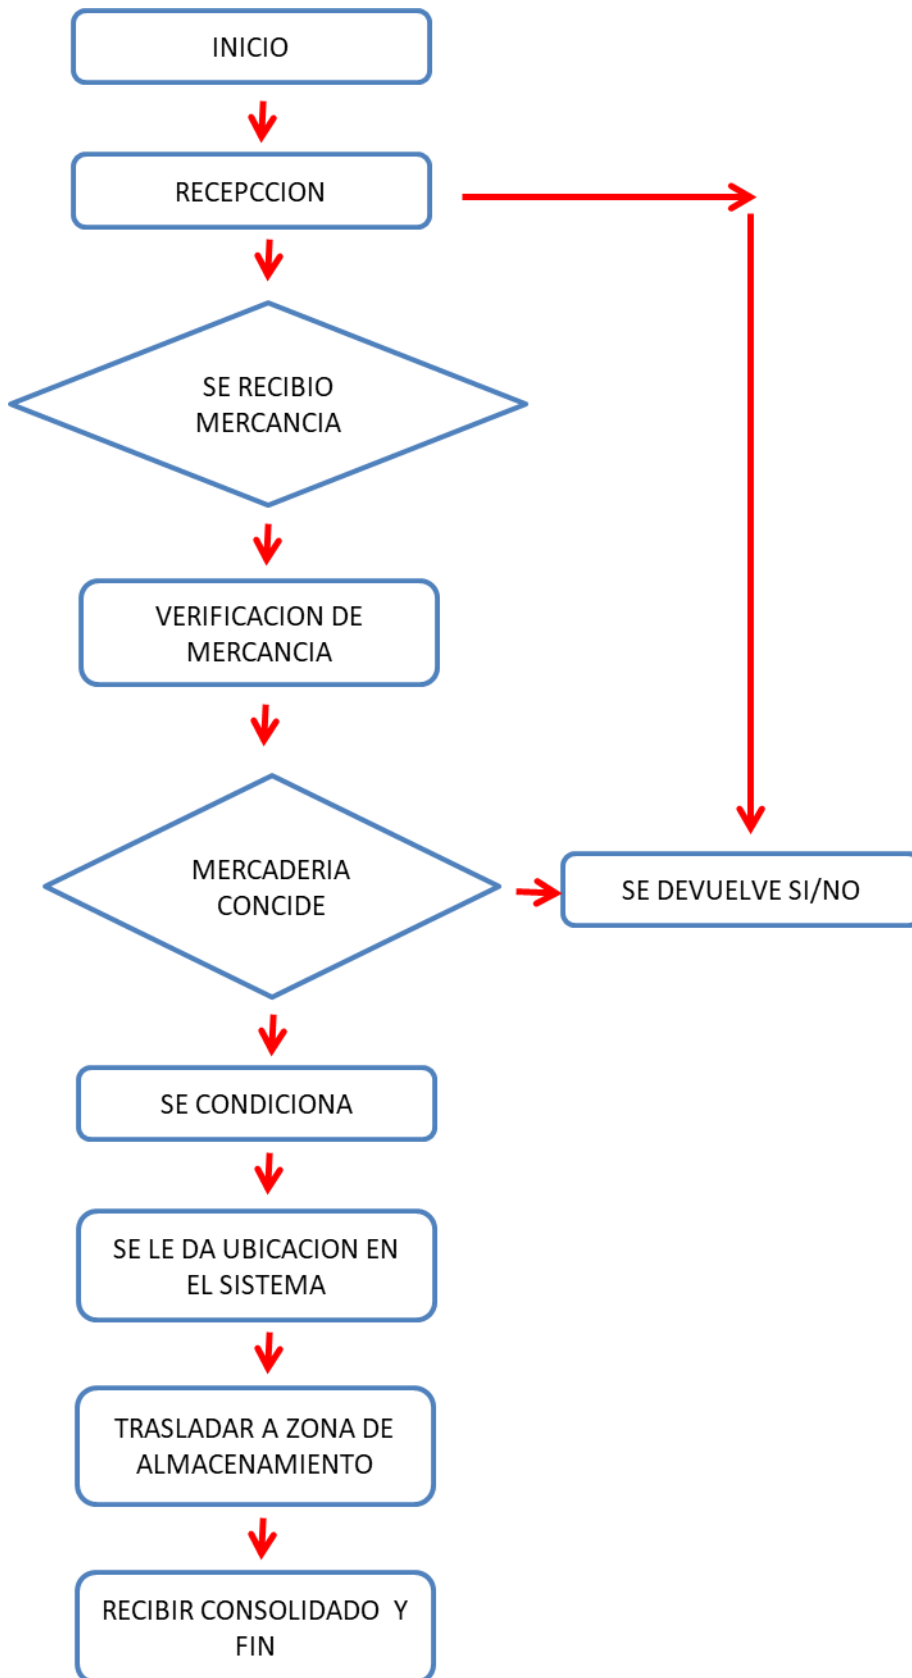 INICIO
RECEPCCION
SE RECIBIO
MERCANCIA
VERIFICACION DE
MERCANCIA
MERCADERIA
CONCIDE
SE DEVUELVE SI/NO
SE CONDICIONA
SE LE DA UBICACION EN
EL SISTEMA
TRASLADAR A ZONA DE
ALMACENAMIENTO
RECIBIR CONSOLIDADO Y
FIN